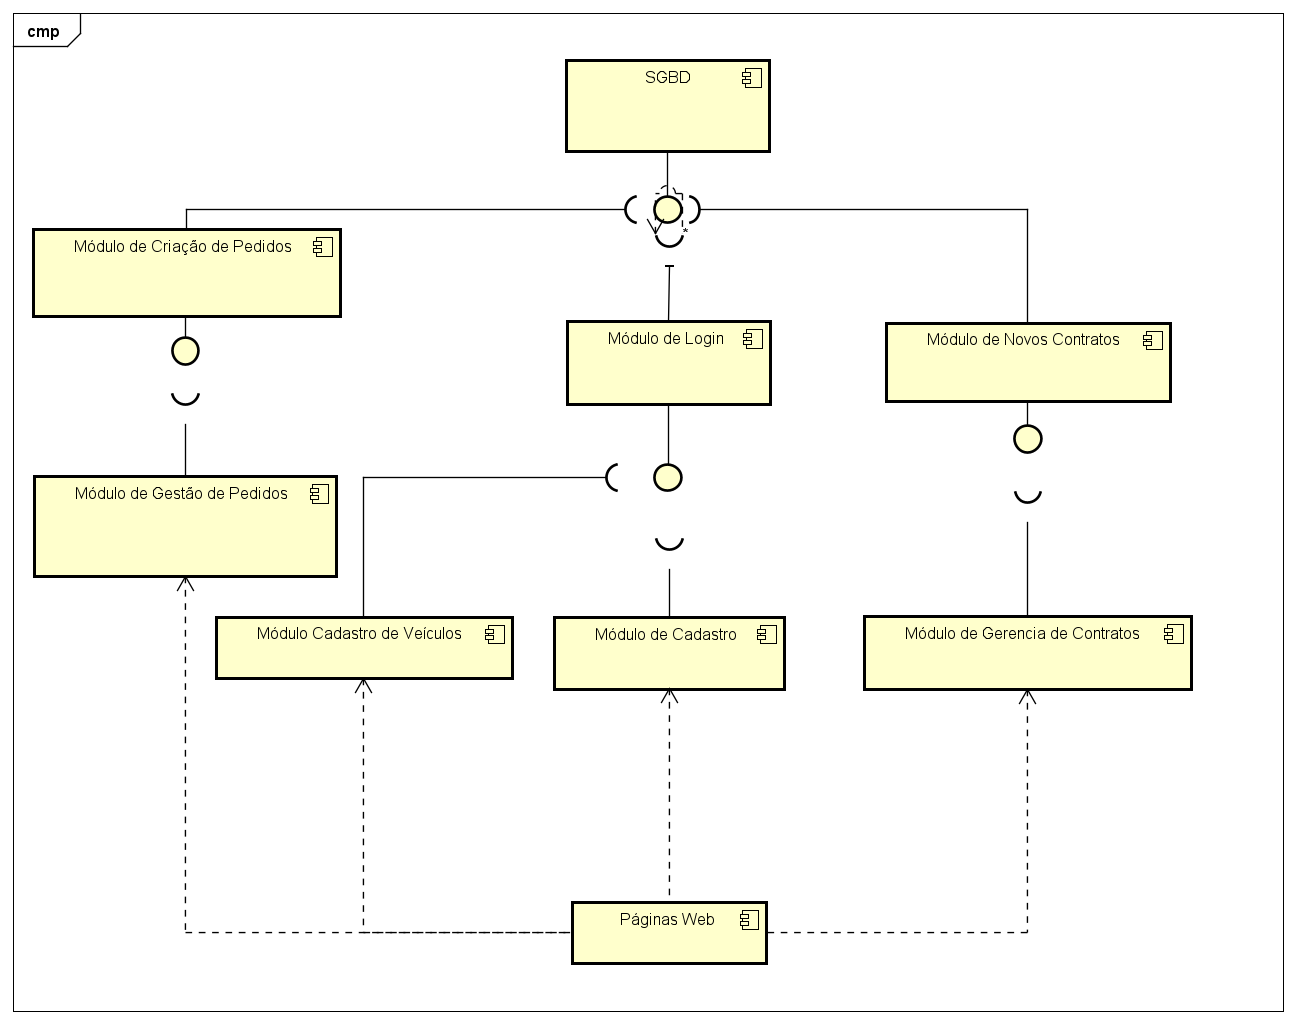 cmp
SGBD
*
Módulo de Criação de Pedidos
Módulo de Login
Módulo de Novos Contratos
Módulo de Gestão de Pedidos
Módulo Cadastro de Veículos
Módulo de Cadastro
Módulo de Gerencia de Contratos
Páginas Web